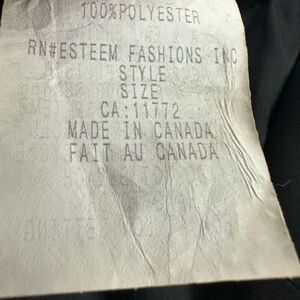 100%POLYESTER
RN#ESTEEM FASHIONS INC
STYLE
SIZE
CA:11772
MADE IN CANADA
FAIT AU CANADA